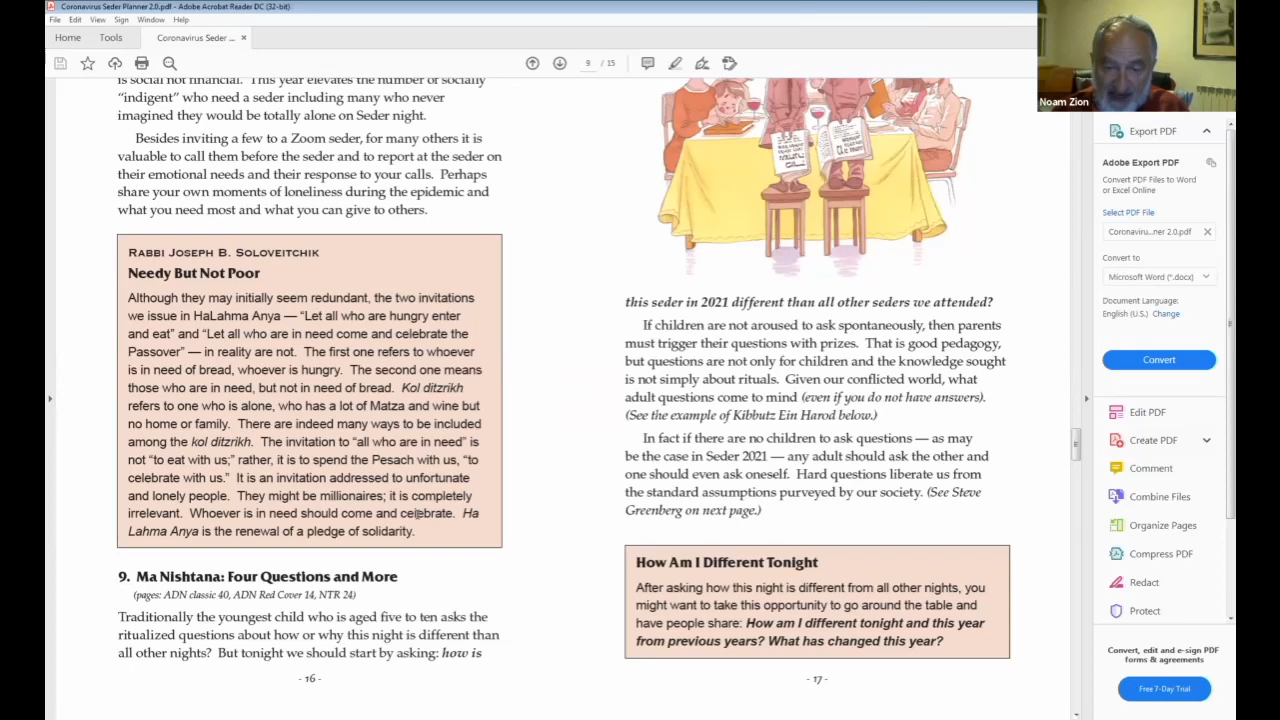 Coronavirus Seder Planner 2.0.pdf - Adobe Acrobat Reader DC (32-bit)
File Edit View Sign Window Help
Home Tools Coronavirus Seder ... ×
9 / 15
is social not financial. This year elevates the number of socially
“indigent” who need a seder including many who never
imagined they would be totally alone on Seder night.
Besides inviting a few to a Zoom seder, for many others it is
valuable to call them before the seder and to report at the seder on
their emotional needs and their response to your calls. Perhaps
share your own moments of loneliness during the epidemic and
what you need most and what you can give to others.
RABBI JOSEPH B. SOLOVEITCHIK
Needy But Not Poor
Although they may initially seem redundant, the two invitations
we issue in HaLahma Anya — “Let all who are hungry enter
and eat” and “Let all who are in need come and celebrate the
Passover” — in reality are not. The first one refers to whoever
is in need of bread, whoever is hungry. The second one means
those who are in need, but not in need of bread. Kol ditzrikh
refers to one who is alone, who has a lot of Matza and wine but
no home or family. There are indeed many ways to be included
among the kol ditzrikh. The invitation to “all who are in need” is
not “to eat with us;” rather, it is to spend the Pesach with us, “to
celebrate with us.” It is an invitation addressed to unfortunate
and lonely people. They might be millionaires; it is completely
irrelevant. Whoever is in need should come and celebrate. Ha
Lahma Anya is the renewal of a pledge of solidarity.
9. Ma Nishtana: Four Questions and More
(pages: ADN classic 40, ADN Red Cover 14, NTR 24)
Traditionally the youngest child who is aged five to ten asks the
ritualized questions about how or why this night is different than
all other nights? But tonight we should start by asking: how is
- 16 -
this seder in 2021 different than all other seders we attended?
If children are not aroused to ask spontaneously, then parents
must trigger their questions with prizes. That is good pedagogy,
but questions are not only for children and the knowledge sought
is not simply about rituals. Given our conflicted world, what
adult questions come to mind (even if you do not have answers).
(See the example of Kibbutz Ein Harod below.)
In fact if there are no children to ask questions — as may
be the case in Seder 2021 — any adult should ask the other and
one should even ask oneself. Hard questions liberate us from
the standard assumptions purveyed by our society. (See Steve
Greenberg on next page.)
How Am I Different Tonight
After asking how this night is different from all other nights, you
might want to take this opportunity to go around the table and
have people share: How am I different tonight and this year
from previous years? What has changed this year?
- 17 -
Noam Zion
Export PDF
Adobe Export PDF
Convert PDF Files to Word
or Excel Online
Select PDF File
Coronaviru...ner 2.0.pdf
Convert to
Microsoft Word (*.docx)
Document Language:
English (U.S.) Change
Convert
Edit PDF
Create PDF
Comment
Combine Files
Organize Pages
Compress PDF
Redact
Protect
Convert, edit and e-sign PDF
forms & agreements
Free 7-Day Trial